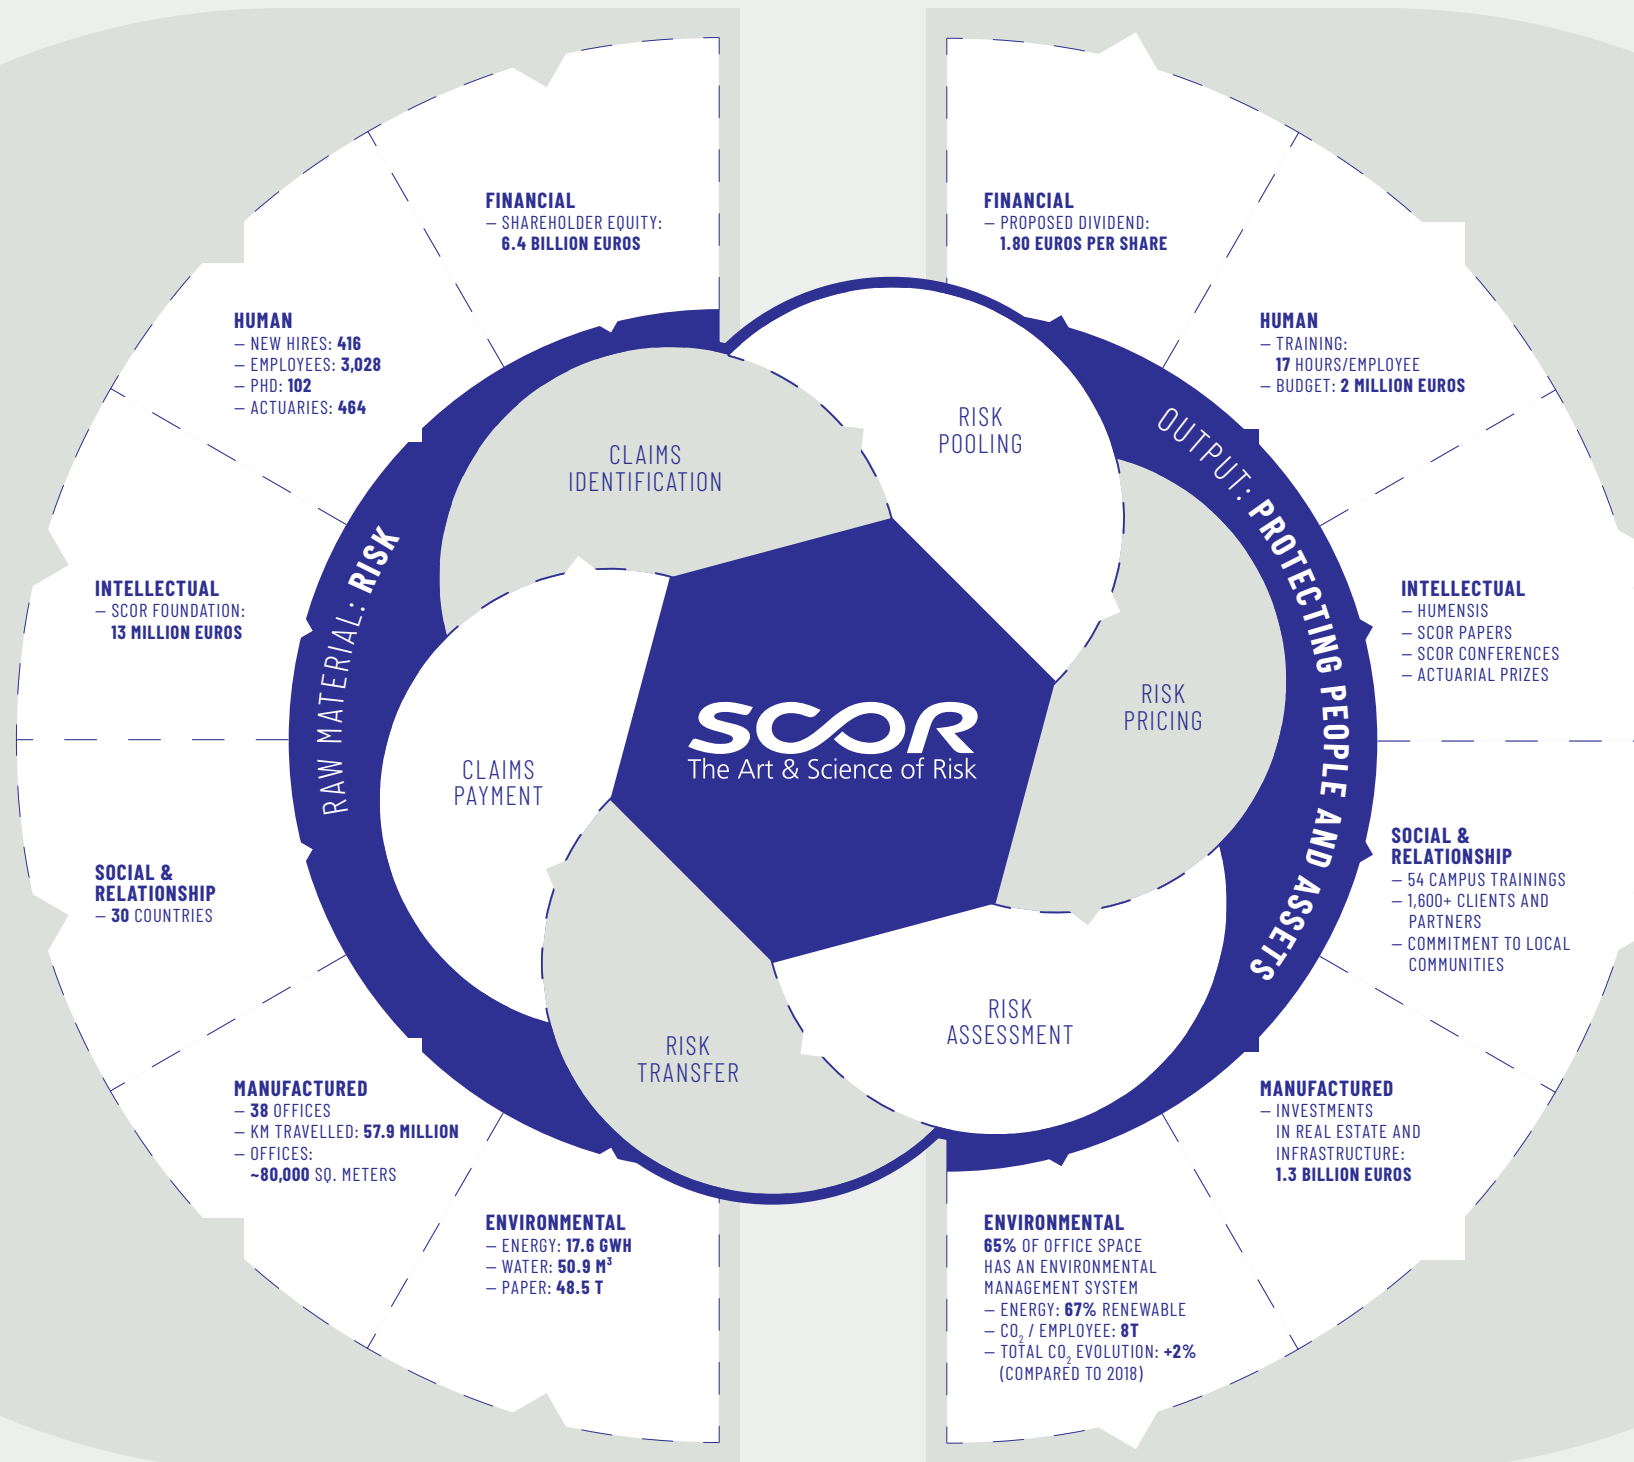 FINANCIAL
– SHAREHOLDER EQUITY:
6.4 BILLION EUROS
HUMAN
– NEW HIRES: 416
– EMPLOYEES: 3,028
– PHD: 102
– ACTUARIES: 464
INTELLECTUAL
– SCOR FOUNDATION:
13 MILLION EUROS
SOCIAL &
RELATIONSHIP
– 30 COUNTRIES
MANUFACTURED
– 38 OFFICES
– KM TRAVELLED: 57.9 MILLION
– OFFICES:
~80,000 SQ. METERS
ENVIRONMENTAL
– ENERGY: 17.6 GWH
– WATER: 50.9 M³
– PAPER: 48.5 T
RAW MATERIAL: RISK
CLAIMS
IDENTIFICATION
RISK
POOLING
RISK
PRICING
RISK
ASSESSMENT
RISK
TRANSFER
CLAIMS
PAYMENT
SCOR
The Art & Science of Risk
OUTPUT: PROTECTING PEOPLE AND ASSETS
FINANCIAL
– PROPOSED DIVIDEND:
1.80 EUROS PER SHARE
HUMAN
– TRAINING:
17 HOURS/EMPLOYEE
– BUDGET: 2 MILLION EUROS
INTELLECTUAL
– HUMENSIS
– SCOR PAPERS
– SCOR CONFERENCES
– ACTUARIAL PRIZES
SOCIAL &
RELATIONSHIP
– 54 CAMPUS TRAININGS
– 1,600+ CLIENTS AND
PARTNERS
– COMMITMENT TO LOCAL
COMMUNITIES
MANUFACTURED
– INVESTMENTS
IN REAL ESTATE AND
INFRASTRUCTURE:
1.3 BILLION EUROS
ENVIRONMENTAL
65% OF OFFICE SPACE
HAS AN ENVIRONMENTAL
MANAGEMENT SYSTEM
– ENERGY: 67% RENEWABLE
– CO₂ / EMPLOYEE: 8T
– TOTAL CO₂ EVOLUTION: +2%
(COMPARED TO 2018)